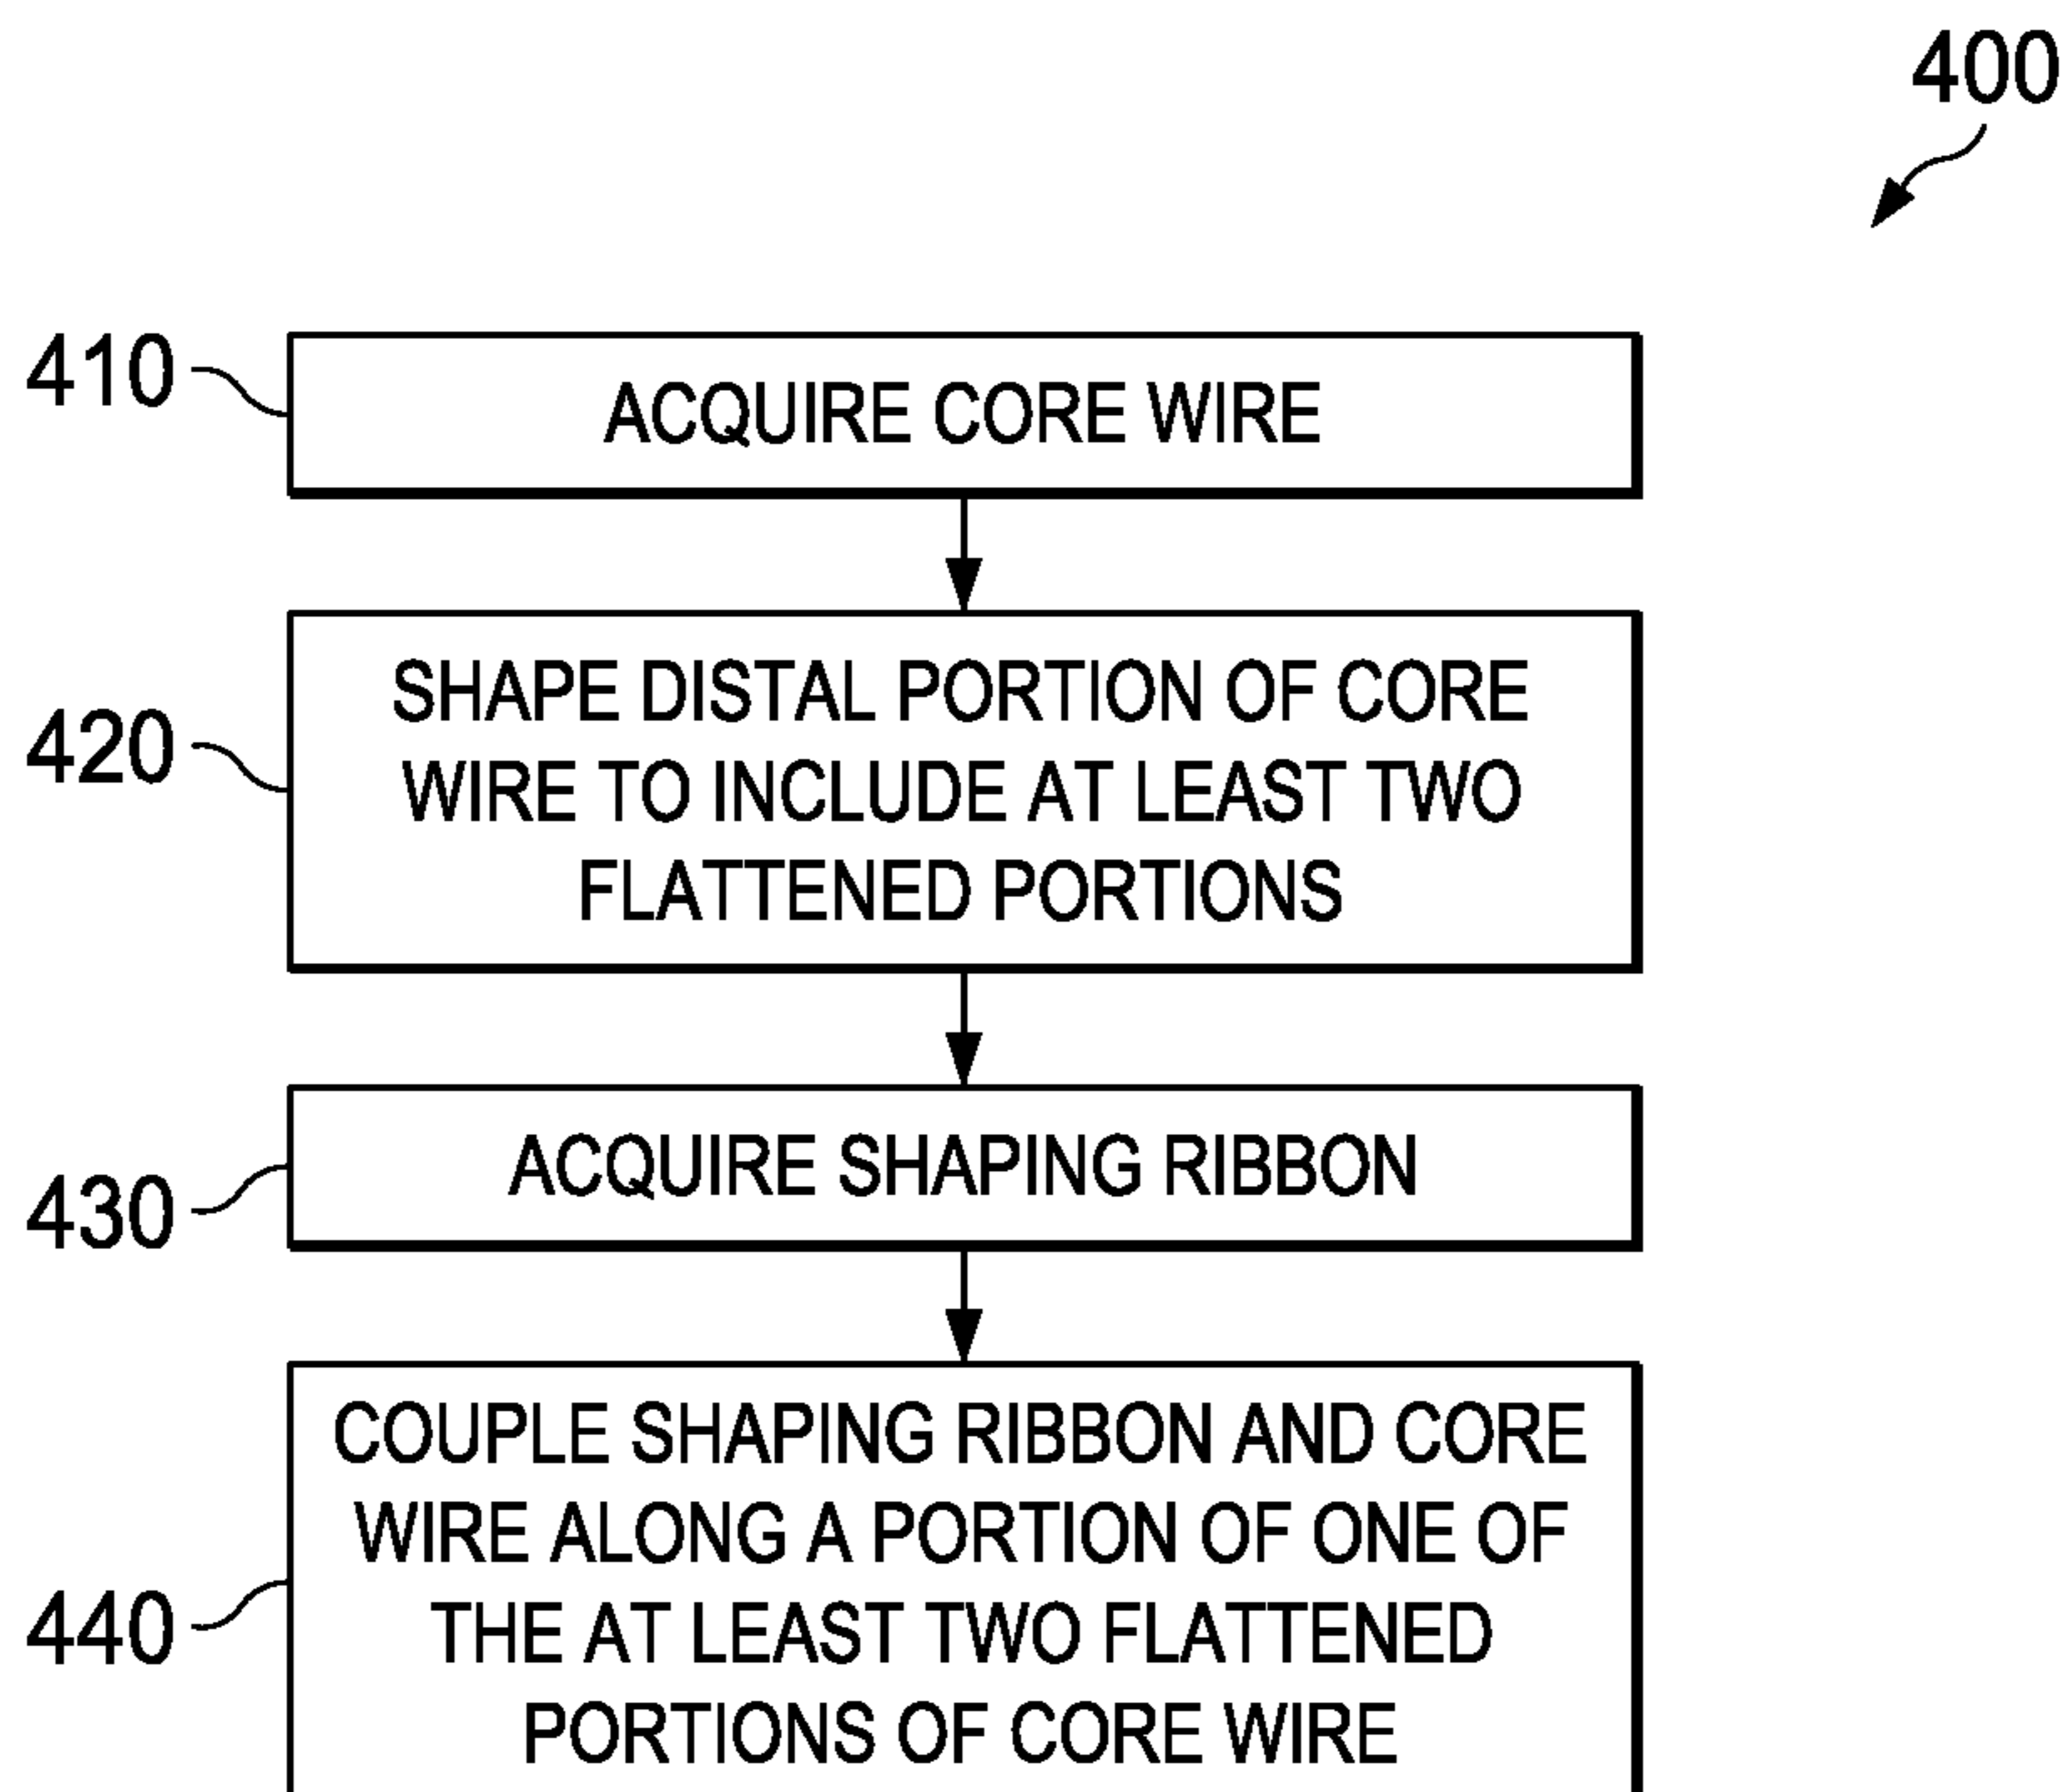 400
410
ACQUIRE CORE WIRE
420
SHAPE DISTAL PORTION OF CORE
WIRE TO INCLUDE AT LEAST TWO
FLATTENED PORTIONS
430
ACQUIRE SHAPING RIBBON
440
COUPLE SHAPING RIBBON AND CORE
WIRE ALONG A PORTION OF ONE OF
THE AT LEAST TWO FLATTENED
PORTIONS OF CORE WIRE